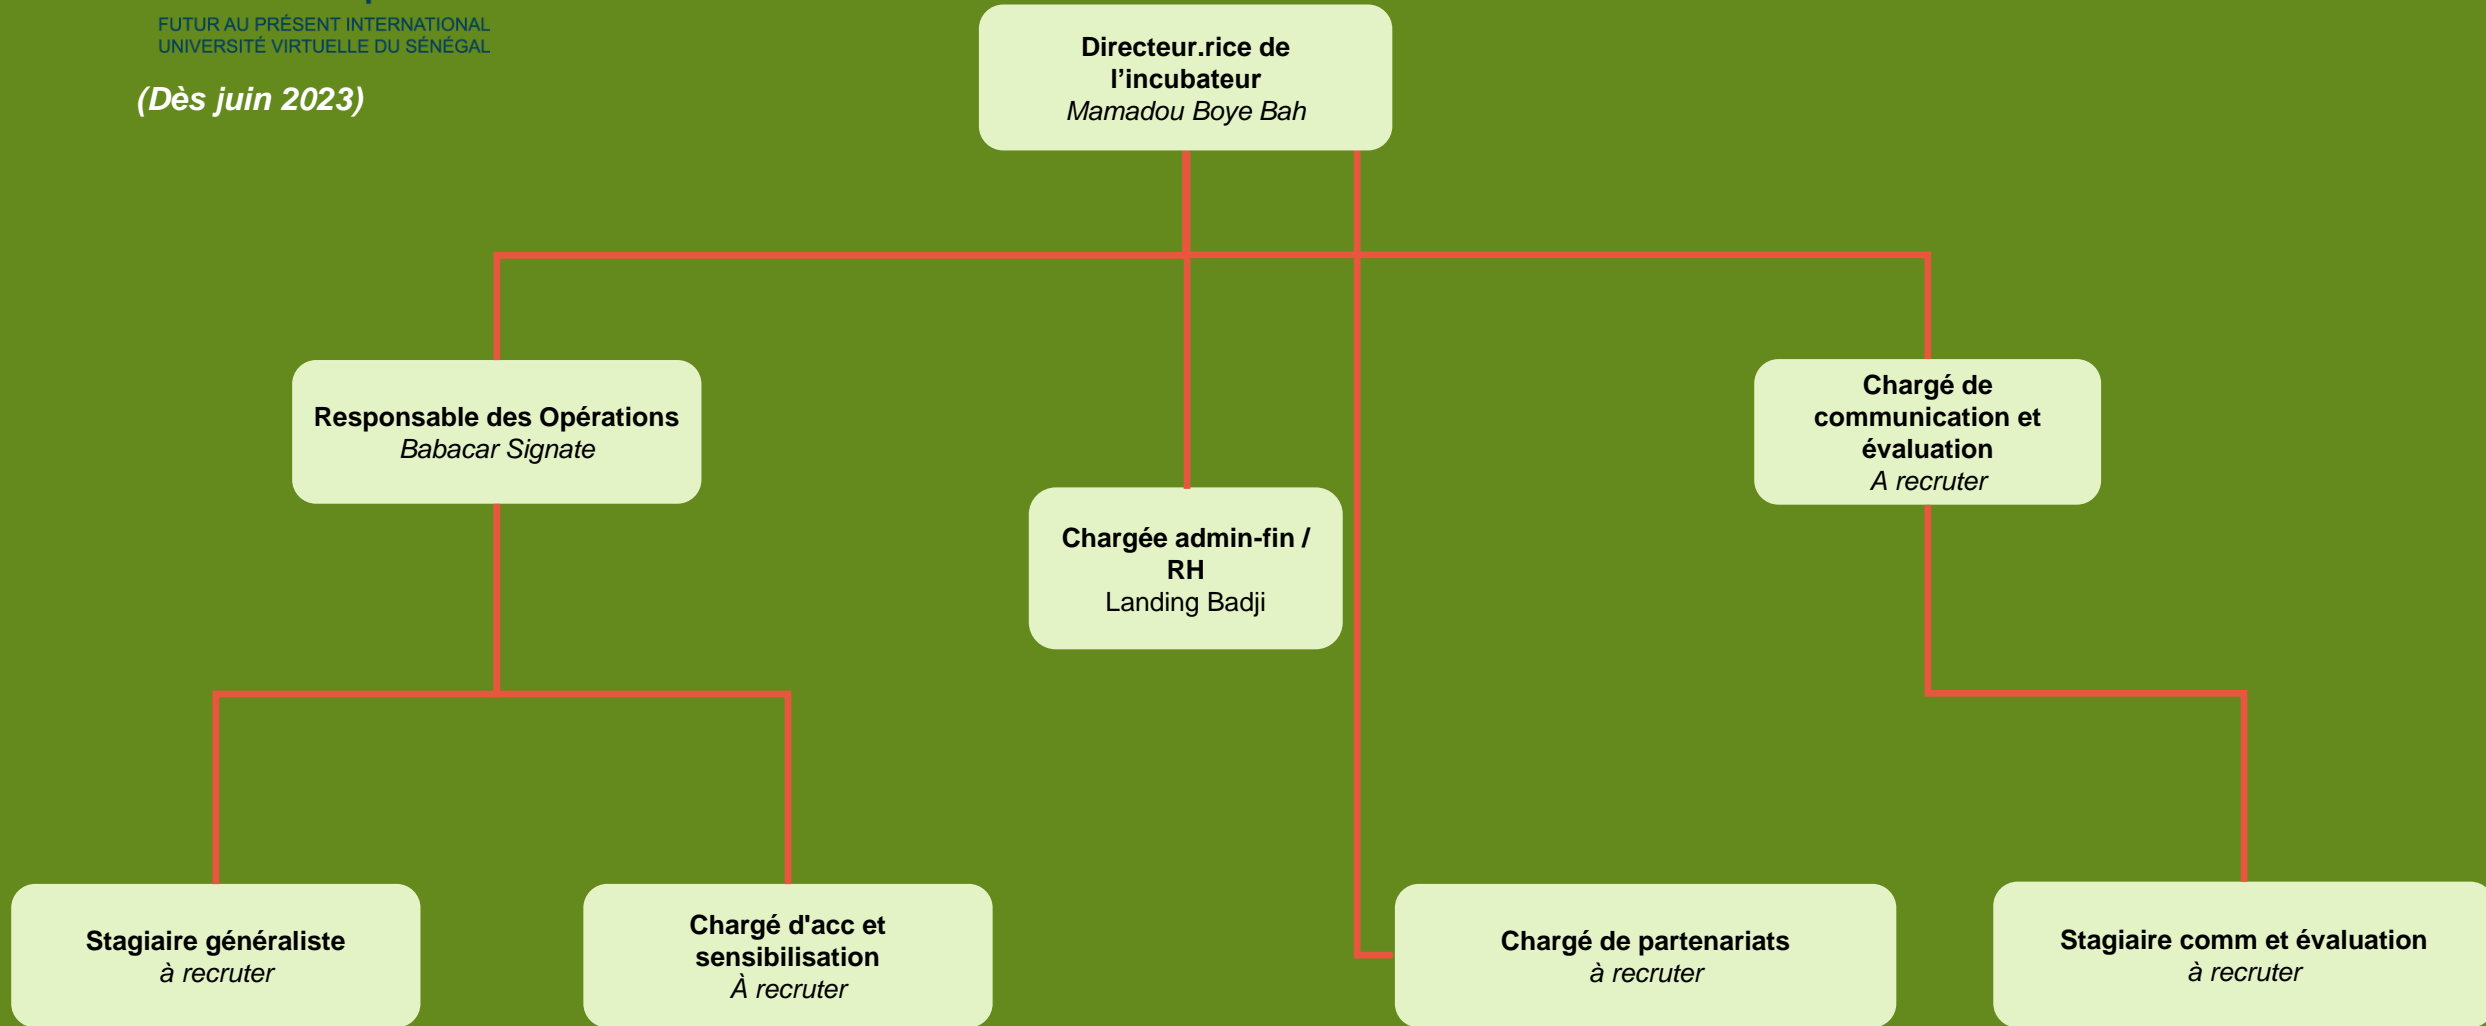 FUTUR AU PRÉSENT INTERNATIONAL
UNIVERSITÉ VIRTUELLE DU SÉNÉGAL
(Dès juin 2023)
Directeur.rice de
l’incubateur
Mamadou Boye Bah
Responsable des Opérations
Babacar Signate
Chargé de
communication et
évaluation
A recruter
Chargée admin-fin /
RH
Landing Badji
Stagiaire généraliste
à recruter
Chargé d'acc et
sensibilisation
À recruter
Chargé de partenariats
à recruter
Stagiaire comm et évaluation
à recruter